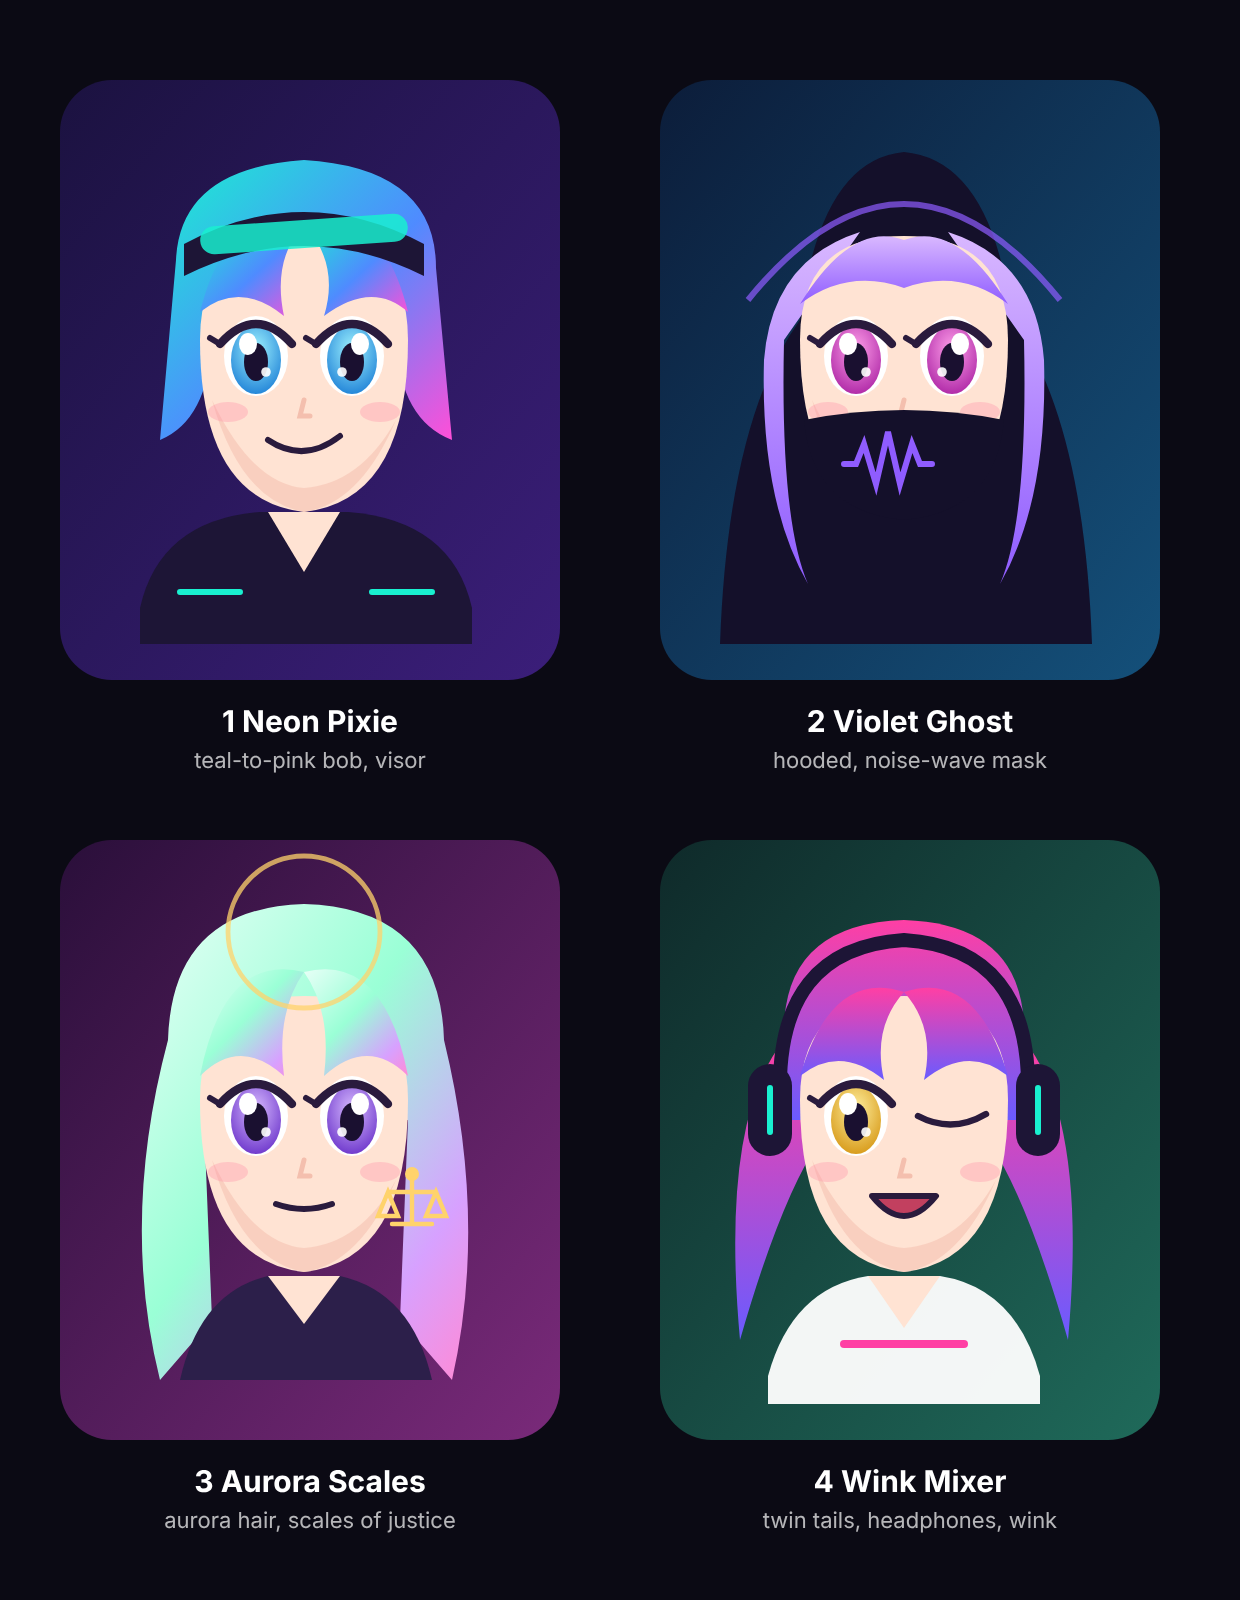 1 Neon Pixie
teal-to-pink bob, visor
2 Violet Ghost
hooded, noise-wave mask
3 Aurora Scales
aurora hair, scales of justice
4 Wink Mixer
twin tails, headphones, wink